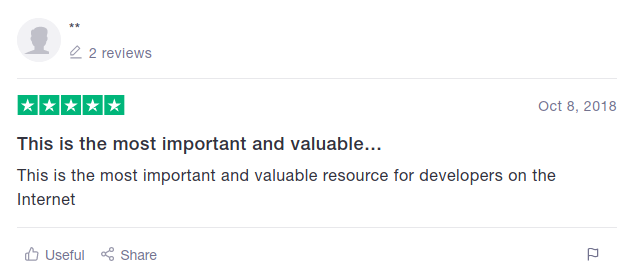 **
2 reviews
Oct 8, 2018
This is the most important and valuable…
This is the most important and valuable resource for developers on the
Internet
Useful Share